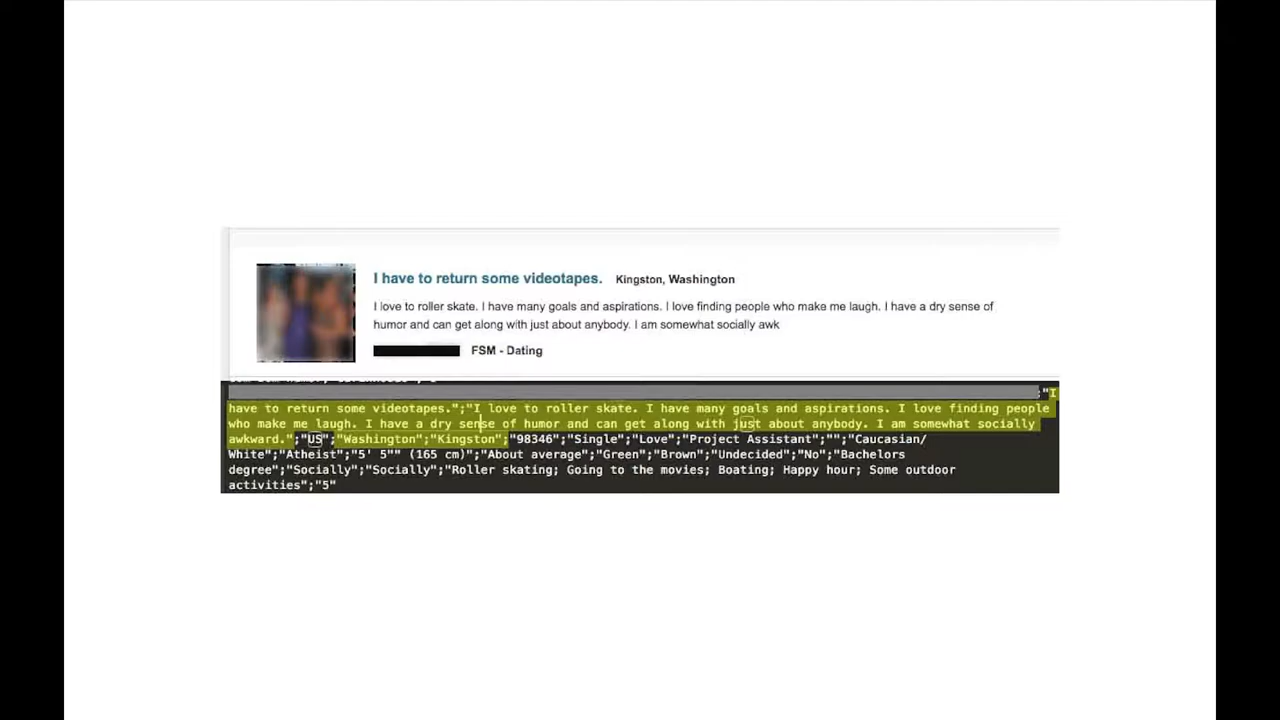 I have to return some videotapes. Kingston, Washington
I love to roller skate. I have many goals and aspirations. I love finding people who make me laugh. I have a dry sense of
humor and can get along with just about anybody. I am somewhat socially awk
FSM - Dating
;"I
have to return some videotapes.";"I love to roller skate. I have many goals and aspirations. I love finding people
who make me laugh. I have a dry sense of humor and can get along with just about anybody. I am somewhat socially
awkward.";"US";"Washington";"Kingston";"98346";"Single";"Love";"Project Assistant";"";"Caucasian/
White";"Atheist";"5' 5"" (165 cm)";"About average";"Green";"Brown";"Undecided";"No";"Bachelors
degree";"Socially";"Socially";"Roller skating; Going to the movies; Boating; Happy hour; Some outdoor
activities";"5"